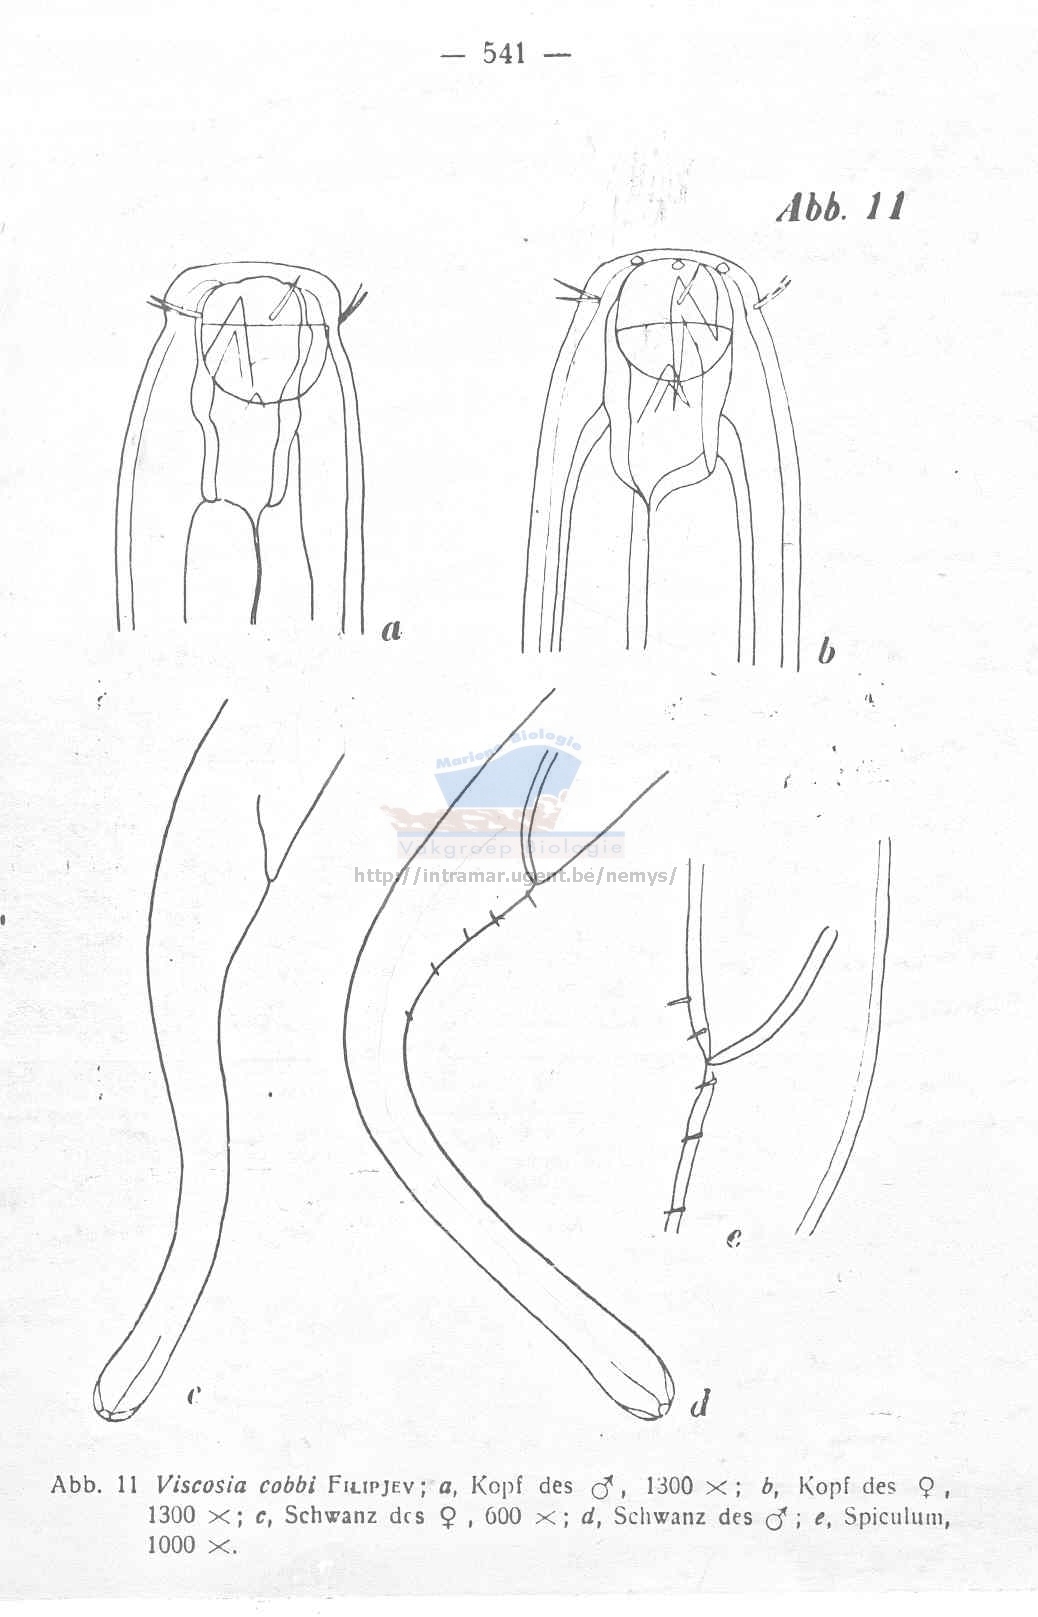 — 541 —
Abb. 11
a
b
Mariene Biologie
Vakgroep Biologie
http://intramar.ugent.be/nemys/
e
c
d
Abb. 11 Viscosia cobbi FILIPJEV; a, Kopf des ♂, 1300 ×; b, Kopf des ♀,
1300 ×; c, Schwanz des ♀, 600 ×; d, Schwanz des ♂; e, Spiculum,
1000 ×.